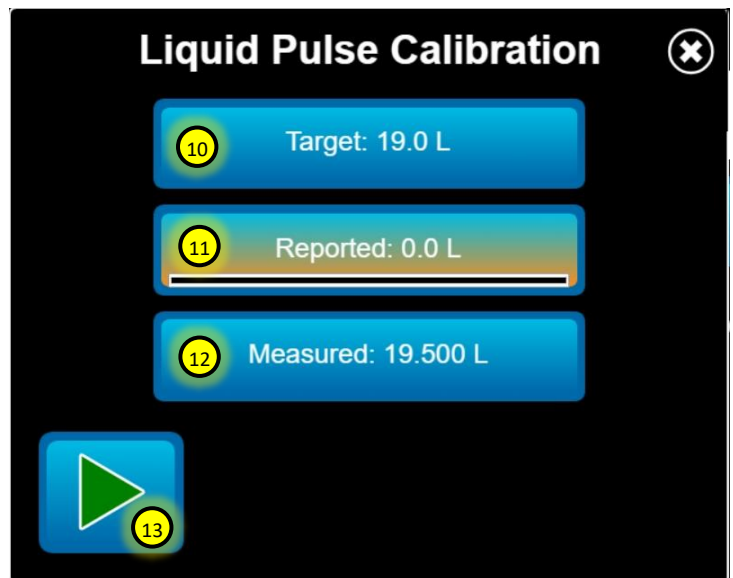 Liquid Pulse Calibration
10 Target: 19.0 L
11 Reported: 0.0 L
12 Measured: 19.500 L
13